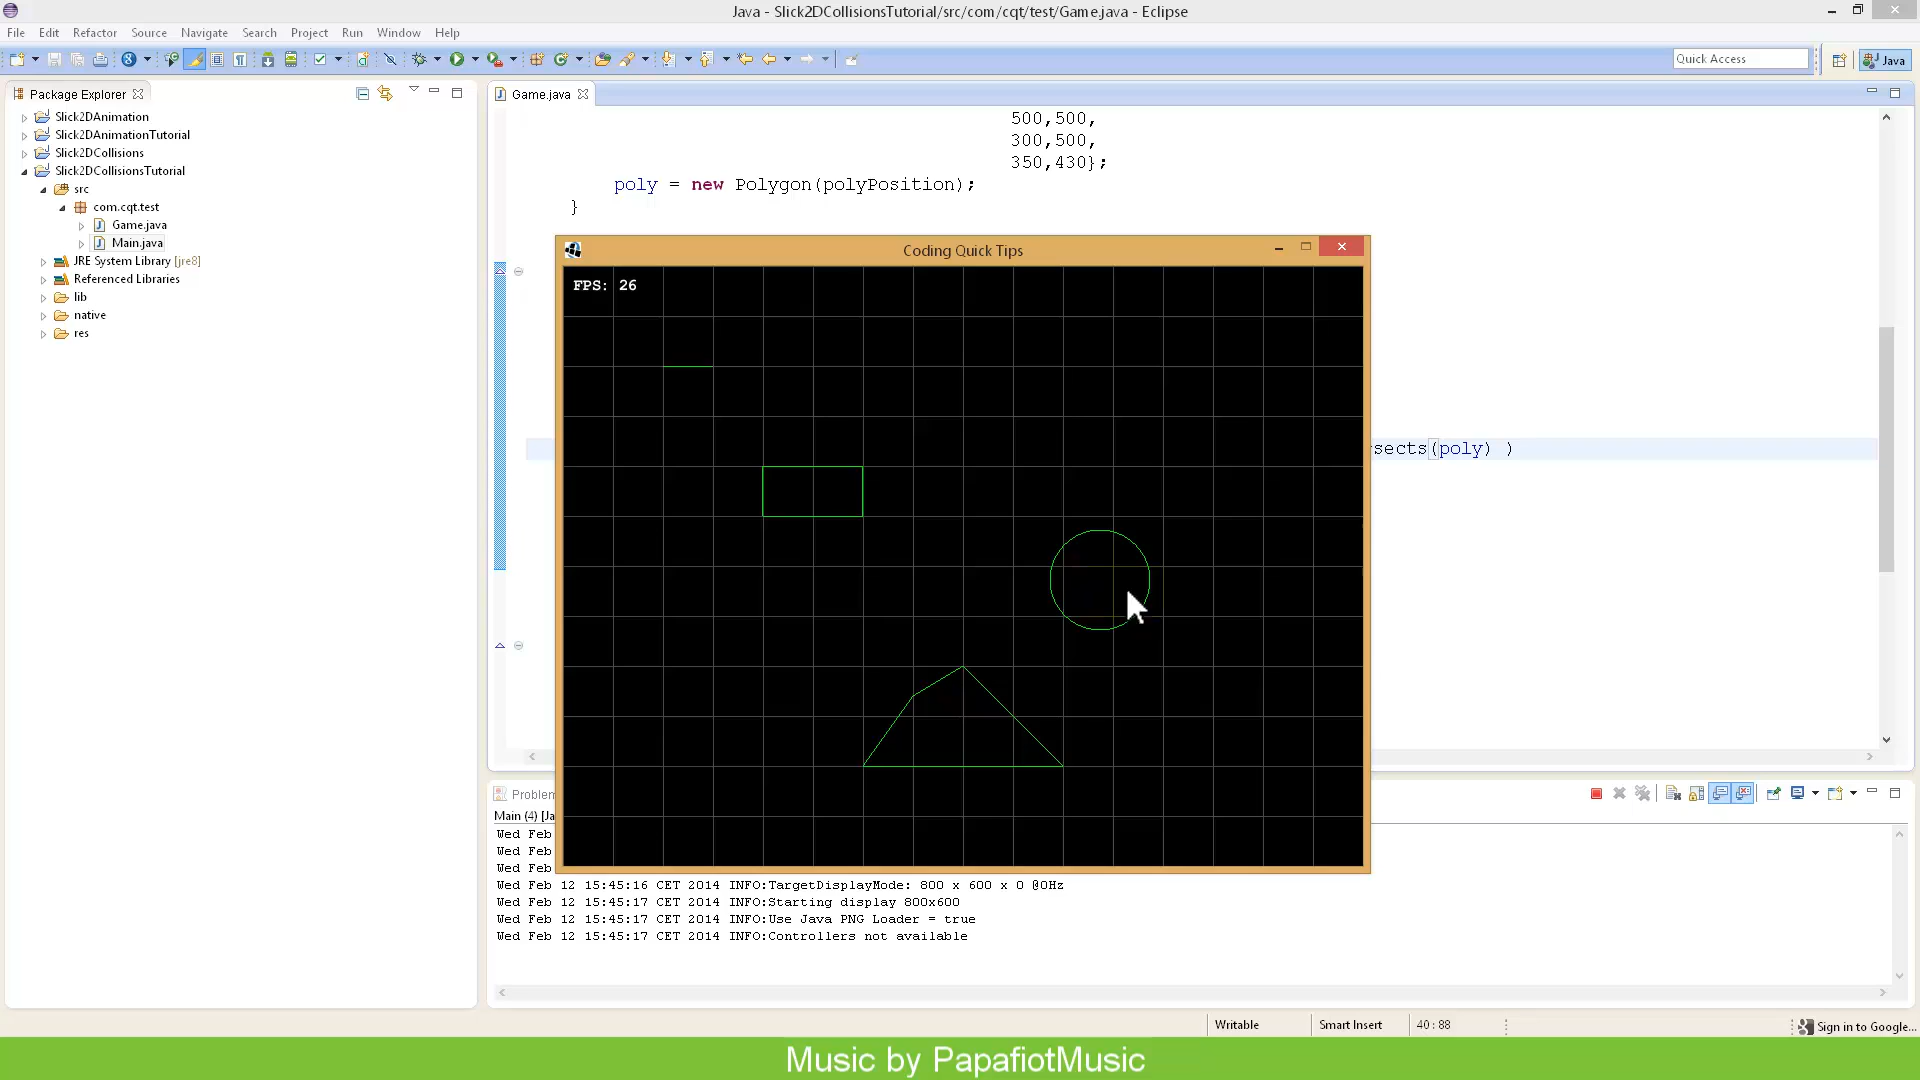 Java - Slick2DCollisionsTutorial/src/com/cqt/test/Game.java - Eclipse
File Edit Refactor Source Navigate Search Project Run Window Help
Quick Access
Java
Package Explorer
Game.java
Slick2DAnimation
Slick2DAnimationTutorial
Slick2DCollisions
Slick2DCollisionsTutorial
src
com.cqt.test
Game.java
Main.java
JRE System Library [jre8]
Referenced Libraries
lib
native
res
500,500,
300,500,
350,430};
poly = new Polygon(polyPosition);
}
Coding Quick Tips
FPS: 26
sects(poly) )
Problem
Main (4) [Ja
Wed Feb
Wed Feb
Wed Feb
Wed Feb 12 15:45:16 CET 2014 INFO:TargetDisplayMode: 800 x 600 x 0 @0Hz
Wed Feb 12 15:45:17 CET 2014 INFO:Starting display 800x600
Wed Feb 12 15:45:17 CET 2014 INFO:Use Java PNG Loader = true
Wed Feb 12 15:45:17 CET 2014 INFO:Controllers not available
Writable Smart Insert 40 : 88
Sign in to Google...
Music by PapafiotMusic